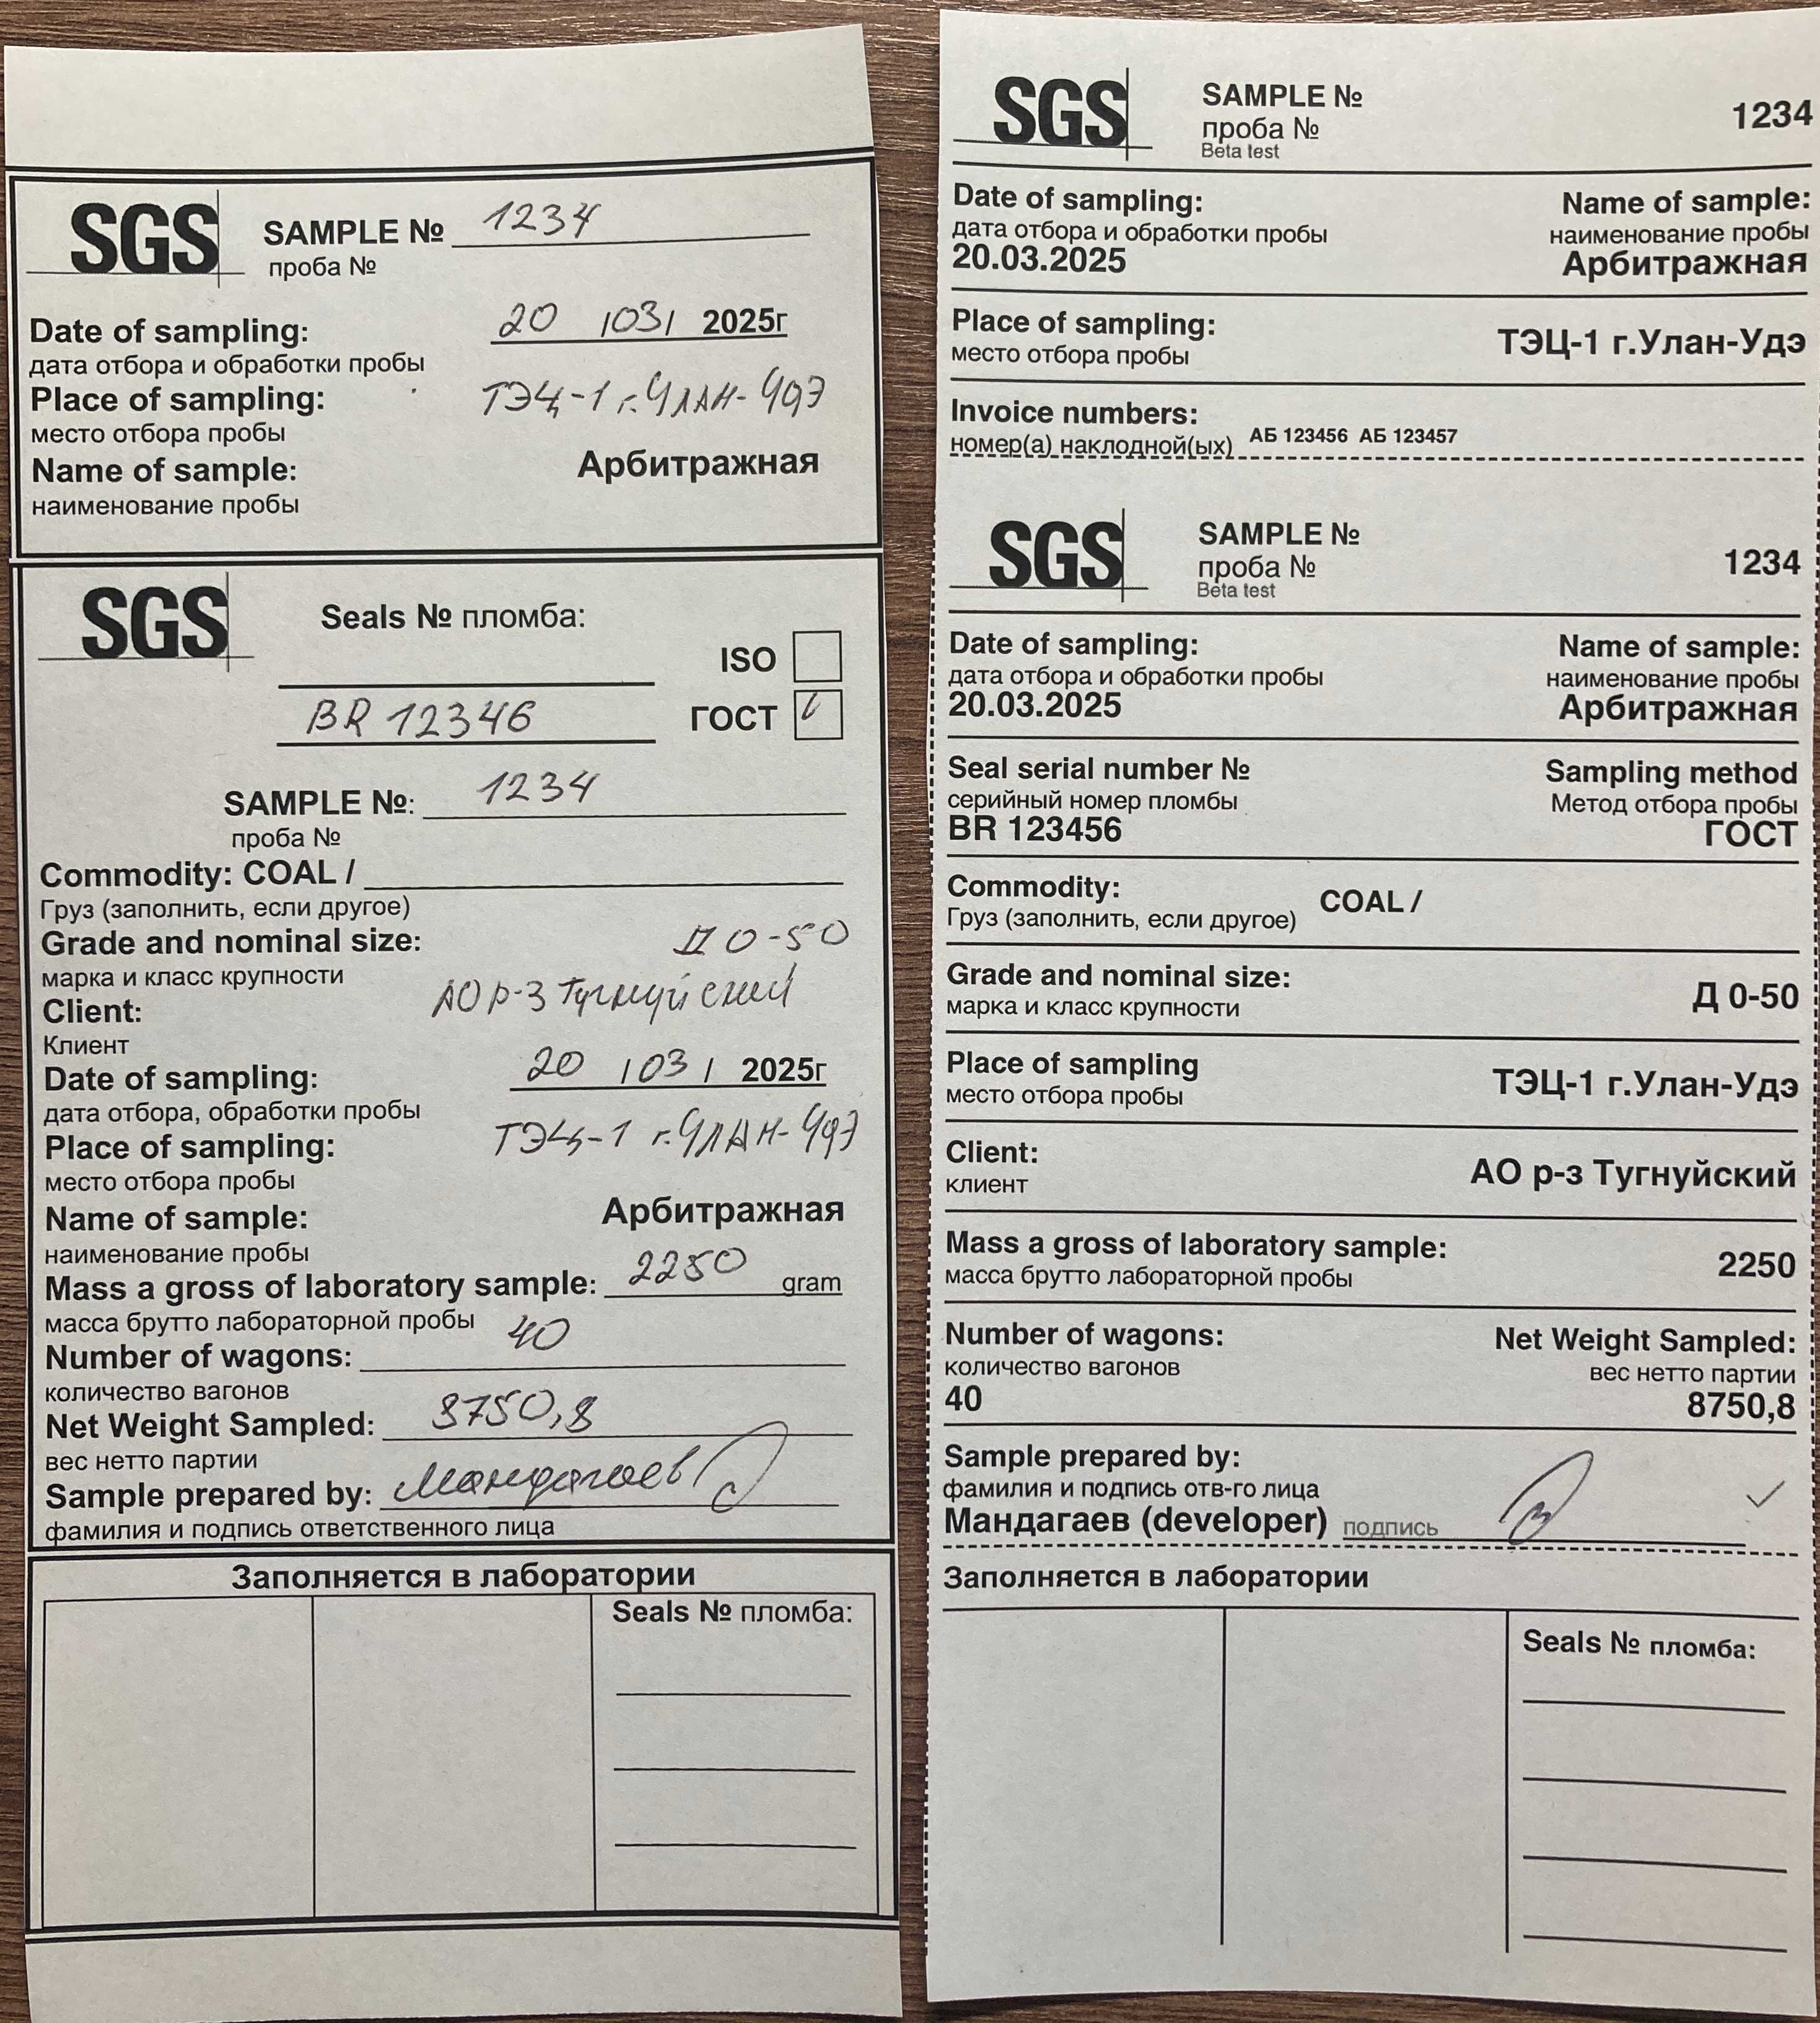 SGS
SAMPLE № 1234
проба №
Date of sampling: 20 /03/ 2025г
дата отбора и обработки пробы
Place of sampling: ТЭЦ-1 г.УЛАН-Удэ
место отбора пробы
Name of sample: Арбитражная
наименование пробы
SGS
Seals № пломба:
ISO
BR 12346 ГОСТ
SAMPLE №: 1234
проба №
Commodity: COAL /
Груз (заполнить, если другое)
Grade and nominal size: Д 0-50
марка и класс крупности
Client: АО р-з Тугнуйский
Клиент
Date of sampling: 20 /03/ 2025г
дата отбора, обработки пробы
Place of sampling: ТЭЦ-1 г.УЛАН-Удэ
место отбора пробы
Name of sample: Арбитражная
наименование пробы
Mass a gross of laboratory sample: 2250 gram
масса брутто лабораторной пробы
Number of wagons: 40
количество вагонов
Net Weight Sampled: 8750,8
вес нетто партии
Sample prepared by: Мандагаев
фамилия и подпись ответственного лица
Заполняется в лаборатории
Seals № пломба:
SGS
SAMPLE № 1234
проба №
Beta test
Date of sampling: Name of sample:
дата отбора и обработки пробы наименование пробы
20.03.2025 Арбитражная
Place of sampling: ТЭЦ-1 г.Улан-Удэ
место отбора пробы
Invoice numbers:
номер(а) накллодной(ых) АБ 123456 АБ 123457
SGS
SAMPLE № 1234
проба №
Beta test
Date of sampling: Name of sample:
дата отбора и обработки пробы наименование пробы
20.03.2025 Арбитражная
Seal serial number № Sampling method
серийный номер пломбы Метод отбора пробы
BR 123456 ГОСТ
Commodity: COAL /
Груз (заполнить, если другое)
Grade and nominal size: Д 0-50
марка и класс крупности
Place of sampling ТЭЦ-1 г.Улан-Удэ
место отбора пробы
Client: АО р-з Тугнуйский
клиент
Mass a gross of laboratory sample: 2250
масса брутто лабораторной пробы
Number of wagons: Net Weight Sampled:
количество вагонов вес нетто партии
40 8750,8
Sample prepared by:
фамилия и подпись отв-го лица
Мандагаев (developer) подпись
Заполняется в лаборатории
Seals № пломба: